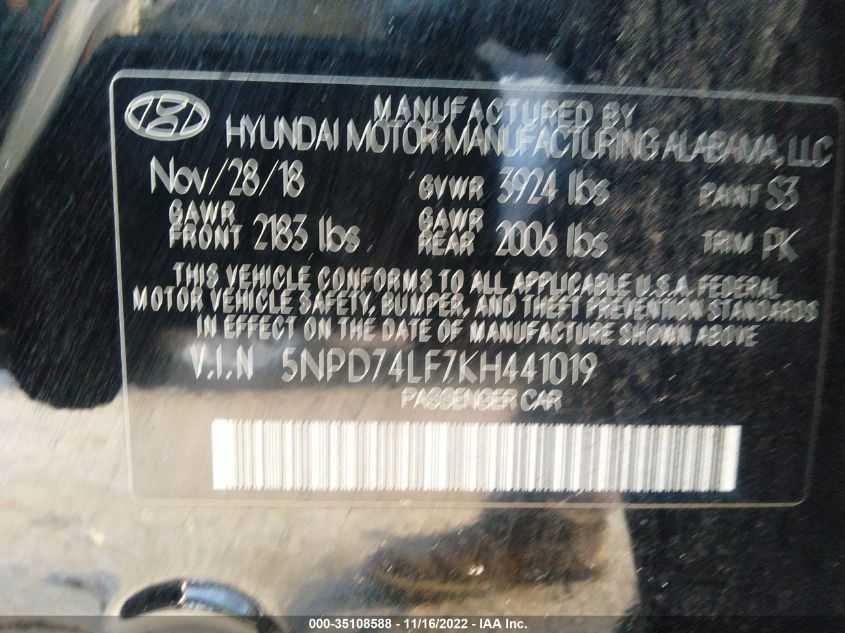 MANUFACTURED BY
HYUNDAI MOTOR MANUFACTURING ALABAMA, LLC
Nov/28/18 GVWR 3924 lbs PAINT S3
GAWR FRONT 2183 lbs GAWR REAR 2006 lbs TRIM PK
THIS VEHICLE CONFORMS TO ALL APPLICABLE U.S.A. FEDERAL
MOTOR VEHICLE SAFETY, BUMPER, AND THEFT PREVENTION STANDARDS
IN EFFECT ON THE DATE OF MANUFACTURE SHOWN ABOVE
V.I.N 5NPD74LF7KH441019
PASSENGER CAR
000-35108588 - 11/16/2022 - IAA Inc.